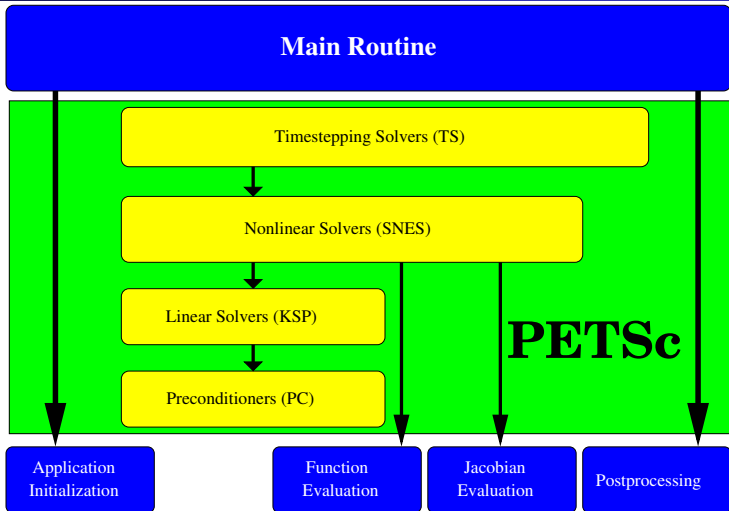 Main Routine
Timestepping Solvers (TS)
Nonlinear Solvers (SNES)
Linear Solvers (KSP)
PETSc
Preconditioners (PC)
Application
Initialization
Function
Evaluation
Jacobian
Evaluation
Postprocessing